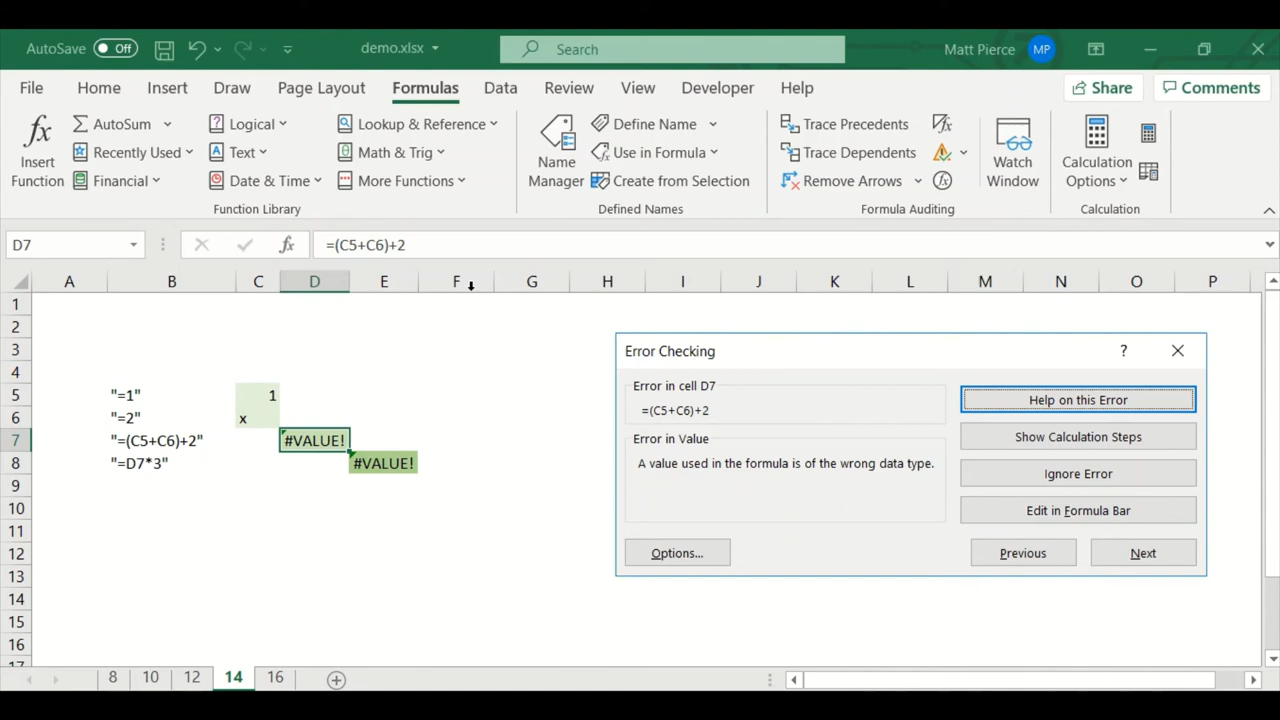 AutoSave Off demo.xlsx Search Matt Pierce MP
File Home Insert Draw Page Layout Formulas Data Review View Developer Help Share Comments
fx Insert Function
AutoSum
Recently Used
Financial
Logical
Text
Date & Time
Lookup & Reference
Math & Trig
More Functions
Function Library
Name Manager
Define Name
Use in Formula
Create from Selection
Defined Names
Trace Precedents
Trace Dependents
Remove Arrows
Watch Window
Formula Auditing
Calculation Options
Calculation
D7 fx =(C5+C6)+2
A B C D E F G H I J K L M N O P
1
2
3
4
5 "=1" 1
6 "=2" x
7 "=(C5+C6)+2" #VALUE!
8 "=D7*3" #VALUE!
9
10
11
12
13
14
15
16
17
Error Checking ? 
Error in cell D7
=(C5+C6)+2
Error in Value
A value used in the formula is of the wrong data type.
Help on this Error
Show Calculation Steps
Ignore Error
Edit in Formula Bar
Options... Previous Next
8 10 12 14 16